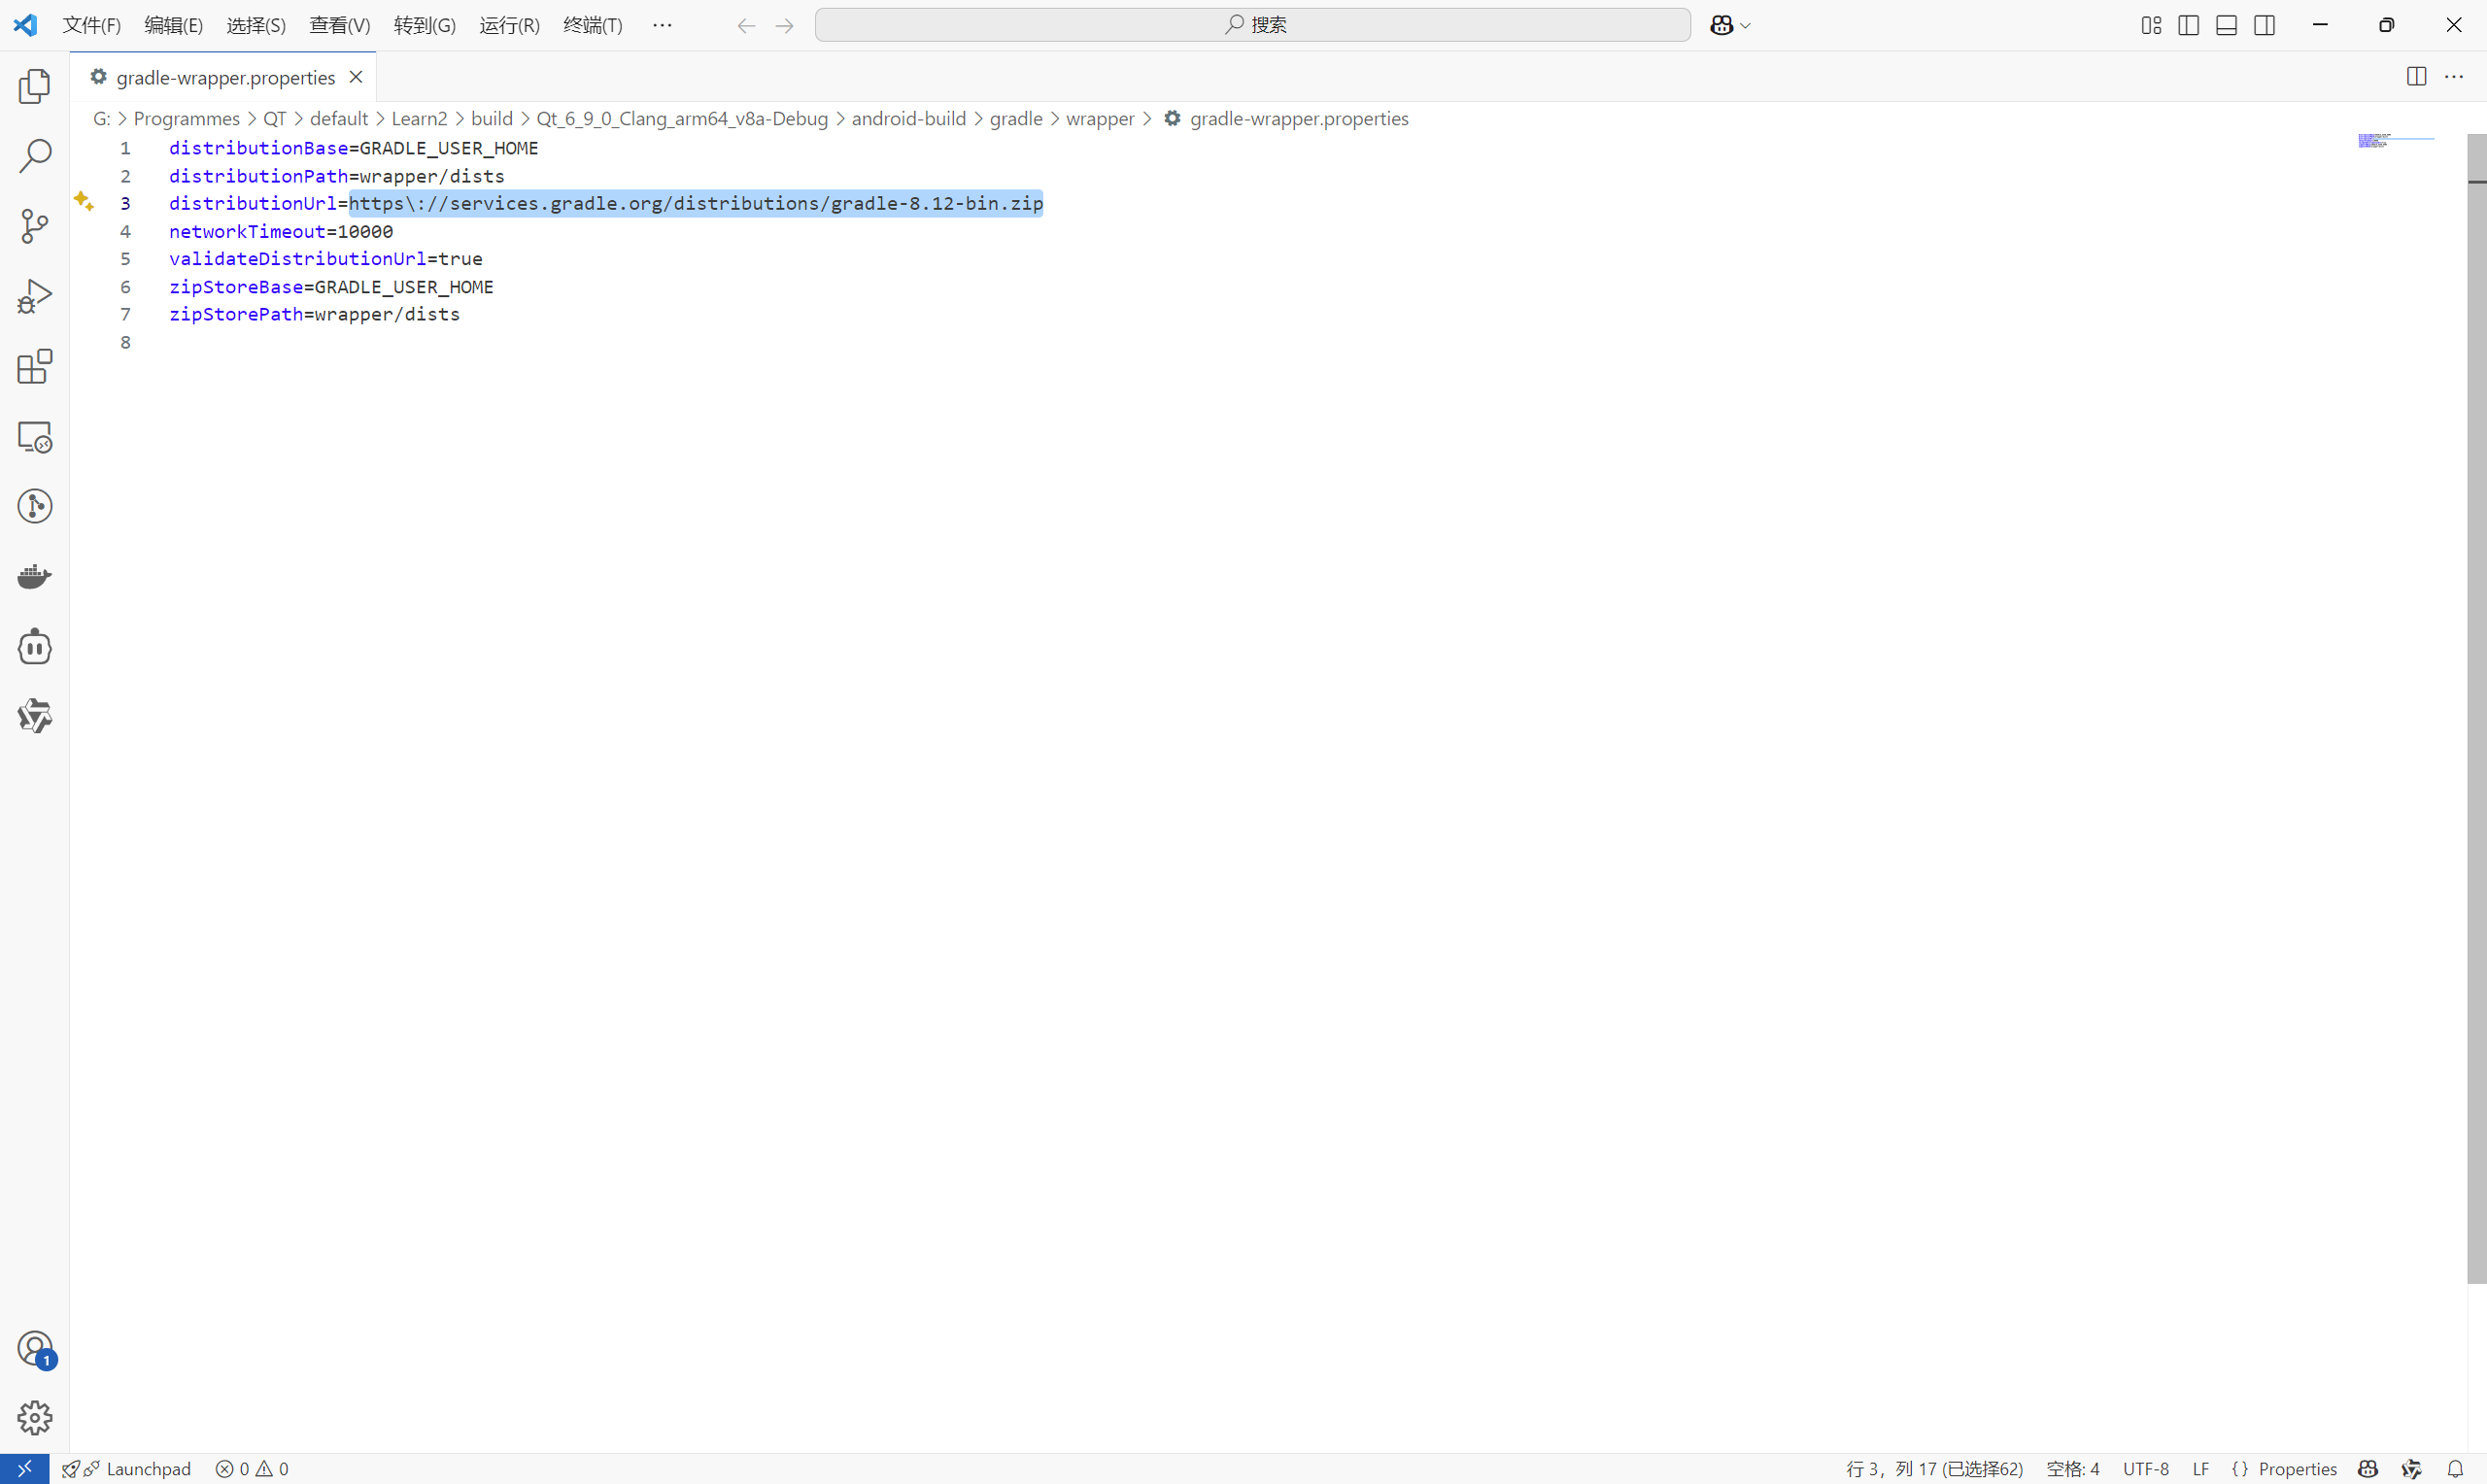 文件(F) 编辑(E) 选择(S) 查看(V) 转到(G) 运行(R) 终端(T) ··· 搜索
gradle-wrapper.properties
G: > Programmes > QT > default > Learn2 > build > Qt_6_9_0_Clang_arm64_v8a-Debug > android-build > gradle > wrapper > gradle-wrapper.properties
1 distributionBase=GRADLE_USER_HOME
2 distributionPath=wrapper/dists
3 distributionUrl=https\://services.gradle.org/distributions/gradle-8.12-bin.zip
4 networkTimeout=10000
5 validateDistributionUrl=true
6 zipStoreBase=GRADLE_USER_HOME
7 zipStorePath=wrapper/dists
8
1
Launchpad 0 0 行 3，列 17 (已选择62) 空格: 4 UTF-8 LF {} Properties